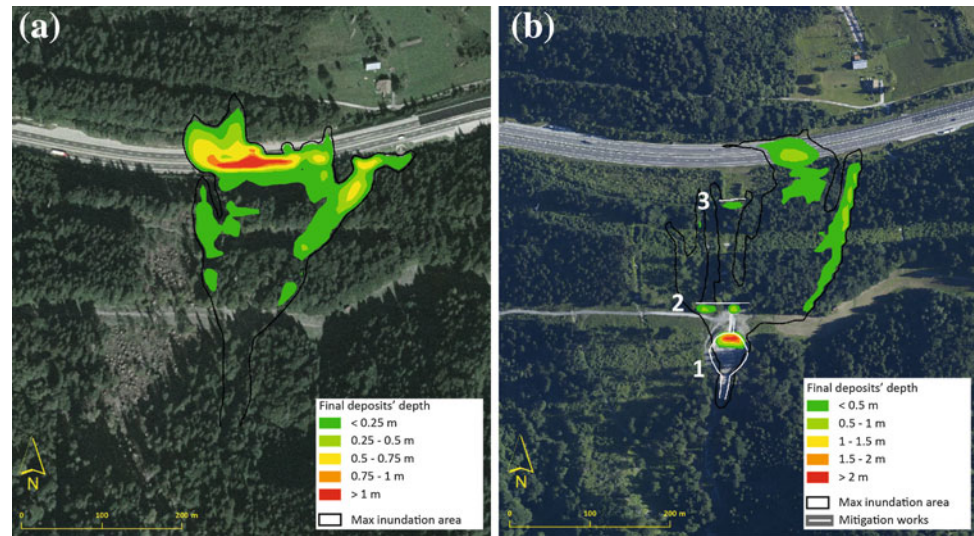 (a)
Final deposits' depth
< 0.25 m
0.25 - 0.5 m
0.5 - 0.75 m
0.75 - 1 m
> 1 m
Max inundation area
N
0
100
200 m
(b)
3
2
1
Final deposits' depth
< 0.5 m
0.5 - 1 m
1 - 1.5 m
1.5 - 2 m
> 2 m
Max inundation area
Mitigation works
N
0
100
200 m